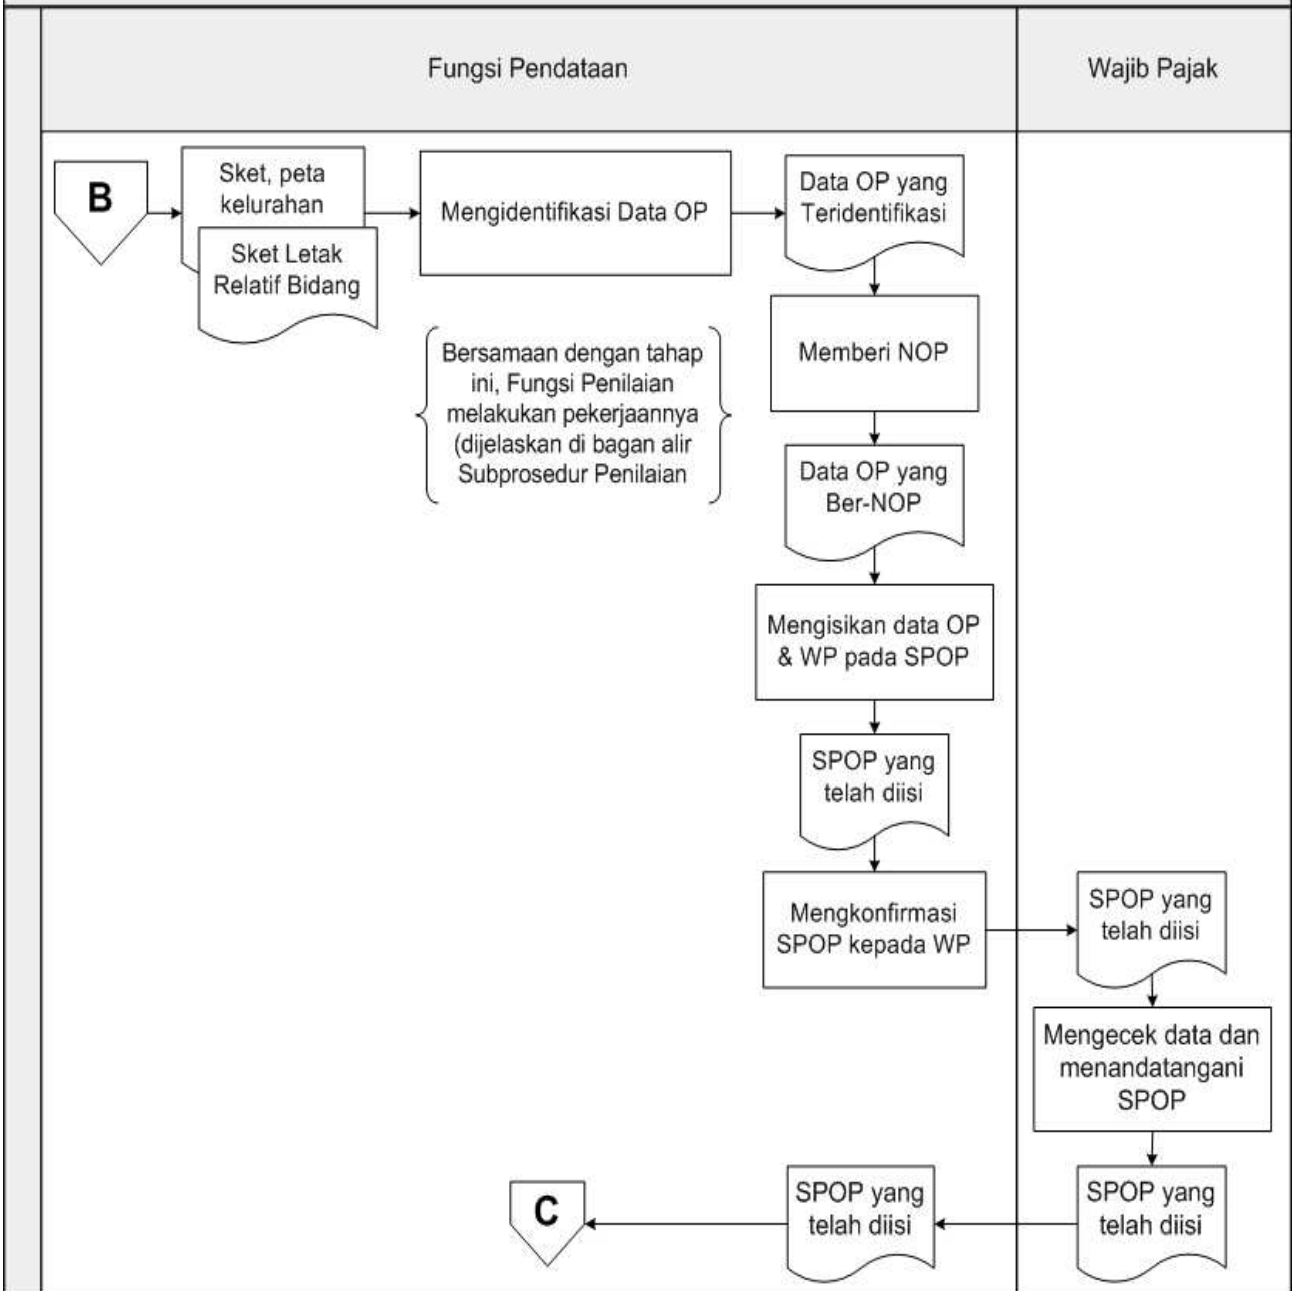 Fungsi Pendataan
Wajib Pajak
B
Sket, peta
kelurahan
Sket Letak
Relatif Bidang
Mengidentifikasi Data OP
Data OP yang
Teridentifikasi
Bersamaan dengan tahap
ini, Fungsi Penilaian
melakukan pekerjaannya
(dijelaskan di bagan alir
Subprosedur Penilaian
Memberi NOP
Data OP yang
Ber-NOP
Mengisikan data OP
& WP pada SPOP
SPOP yang
telah diisi
Mengkonfirmasi
SPOP kepada WP
SPOP yang
telah diisi
Mengecek data dan
menandatangani
SPOP
SPOP yang
telah diisi
SPOP yang
telah diisi
C